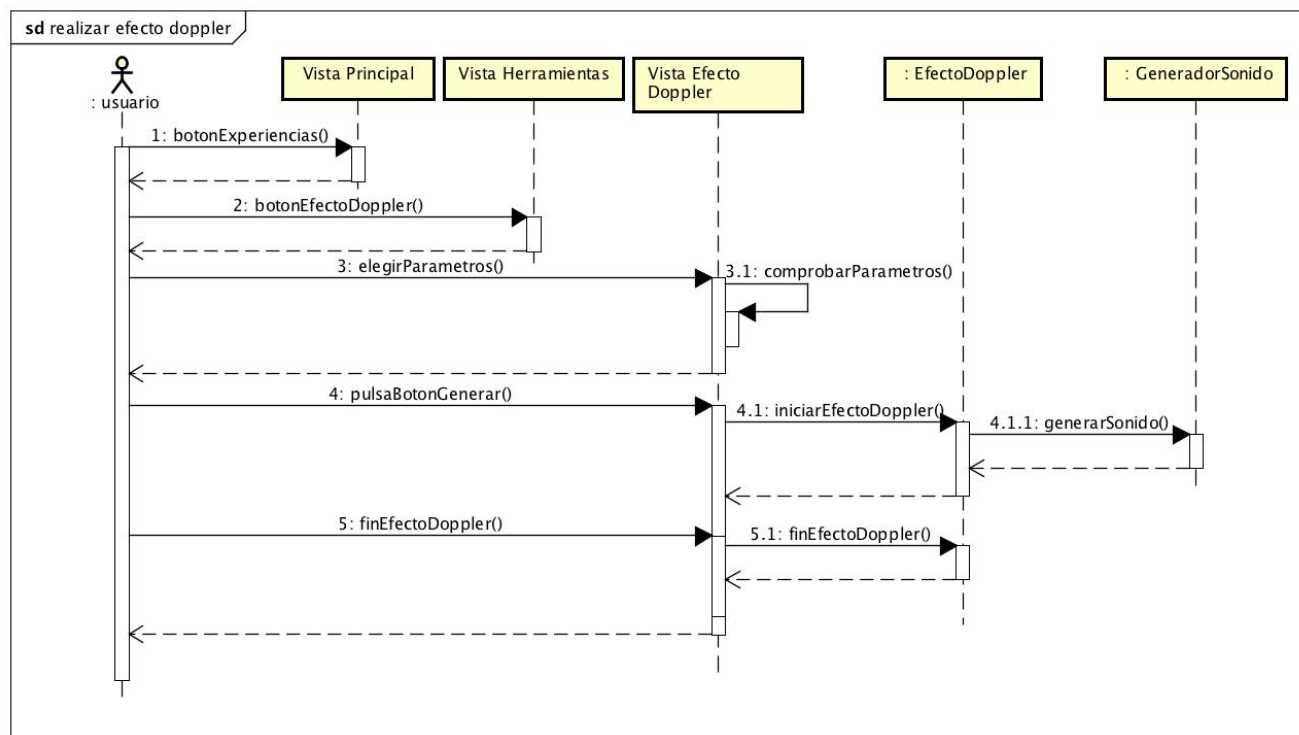 sd realizar efecto doppler
: usuario
Vista Principal
Vista Herramientas
Vista Efecto
Doppler
: EfectoDoppler
: GeneradorSonido
1: botonExperiencias()
2: botonEfectoDoppler()
3: elegirParametros()
3.1: comprobarParametros()
4: pulsaBotonGenerar()
4.1: iniciarEfectoDoppler()
4.1.1: generarSonido()
5: finEfectoDoppler()
5.1: finEfectoDoppler()